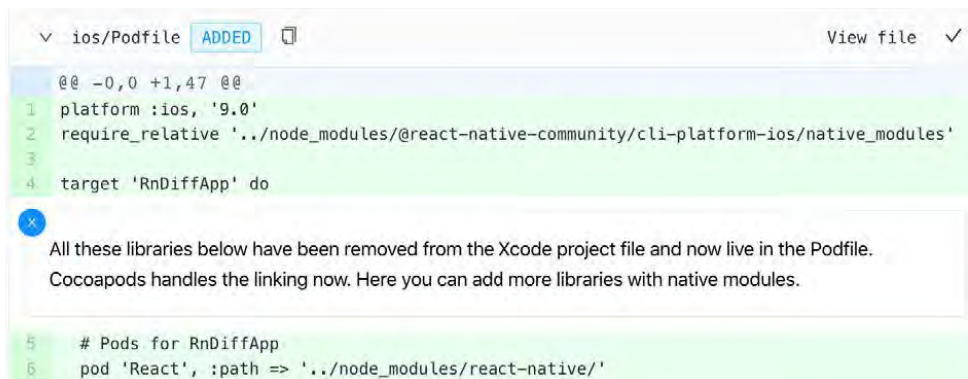 ios/Podfile ADDED View file
@@ -0,0 +1,47 @@
1 platform :ios, '9.0'
2 require_relative '../node_modules/@react-native-community/cli-platform-ios/native_modules'
3
4 target 'RnDiffApp' do
X
All these libraries below have been removed from the Xcode project file and now live in the Podfile.
Cocoapods handles the linking now. Here you can add more libraries with native modules.
5 # Pods for RnDiffApp
6 pod 'React', :path => '../node_modules/react-native/'